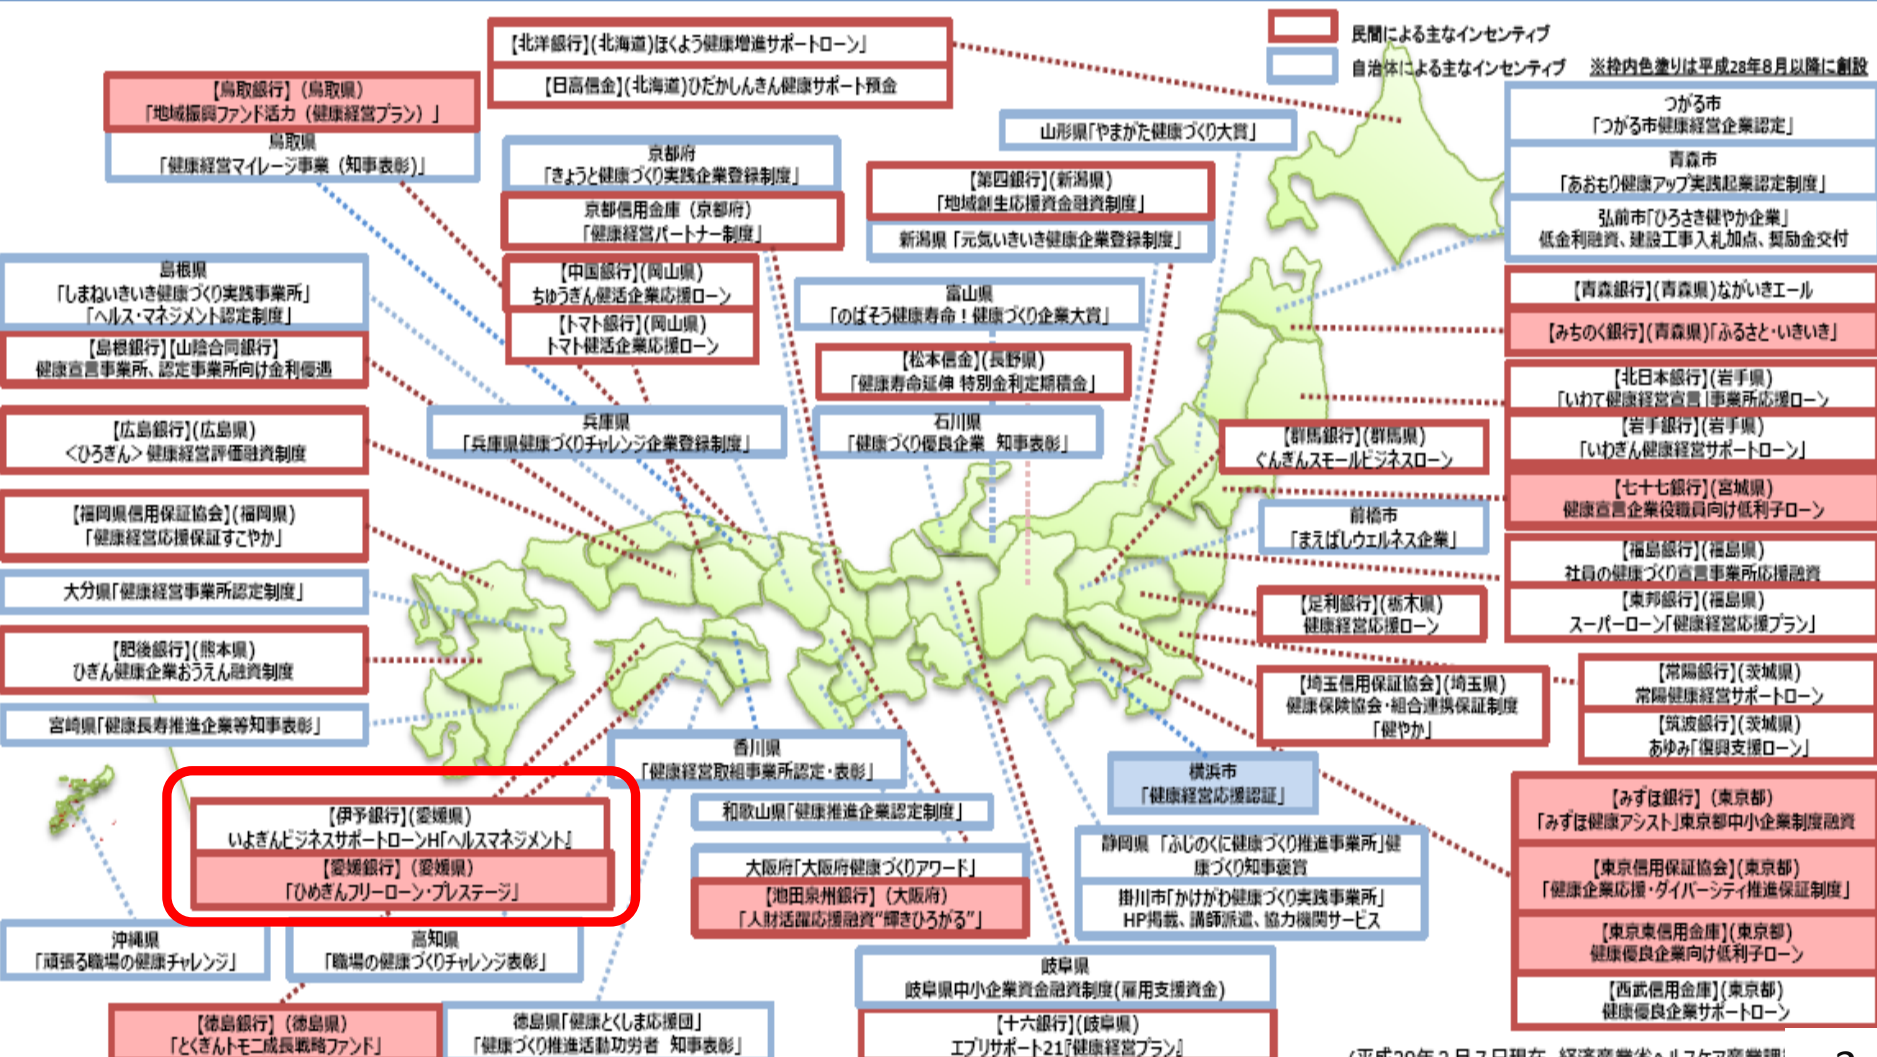 民間による主なインセンティブ
自治体による主なインセンティブ ※枠内色塗りは平成28年8月以降に創設
【北洋銀行】(北海道)ほくよう健康増進サポートローン」
【日高信金】(北海道)ひだかしんきん健康サポート預金
【鳥取銀行】(鳥取県)
「地域振興ファンド活力(健康経営プラン)」
鳥取県
「健康経営マイレージ事業(知事表彰)」
京都府
「きょうと健康づくり実践企業登録制度」
京都信用金庫(京都府)
「健康経営パートナー制度」
【中国銀行】(岡山県)
ちゅうぎん健活企業応援ローン
【トマト銀行】(岡山県)
トマト健活企業応援ローン
山形県「やまがた健康づくり大賞」
【第四銀行】(新潟県)
「地域創生応援資金融資制度」
新潟県「元気いきいき健康企業登録制度」
富山県
「のばそう健康寿命!健康づくり企業大賞」
【松本信金】(長野県)
「健康寿命延伸 特別金利定期積金」
石川県
「健康づくり優良企業 知事表彰」
兵庫県
「兵庫県健康づくりチャレンジ企業登録制度」
つがる市
「つがる市健康経営企業認定」
青森市
「あおもり健康アップ実践起業認定制度」
弘前市「ひろさき健やか企業」
低金利融資、建設工事入札加点、奨励金交付
【青森銀行】(青森県)ながいきエール
【みちのく銀行】(青森県)「ふるさと・いきいき」
【北日本銀行】(岩手県)
「いわて健康経営宣言」事業所応援ローン
【岩手銀行】(岩手県)
「いわぎん健康経営サポートローン」
【七十七銀行】(宮城県)
健康宣言企業役職員向け低利子ローン
【福島銀行】(福島県)
社員の健康づくり宣言事業所応援融資
【東邦銀行】(福島県)
スーパーローン「健康経営応援プラン」
【群馬銀行】(群馬県)
ぐんぎんスモールビジネスローン
前橋市
「まえばしウェルネス企業」
【足利銀行】(栃木県)
健康経営応援ローン
【埼玉信用保証協会】(埼玉県)
健康保険協会・組合連携保証制度
「健やか」
【常陽銀行】(茨城県)
常陽健康経営サポートローン
【筑波銀行】(茨城県)
あゆみ「復興支援ローン」
島根県
「しまねいきいき健康づくり実践事業所」
「ヘルス・マネジメント認定制度」
【島根銀行】【山陰合同銀行】
健康宣言事業所、認定事業所向け金利優遇
【広島銀行】(広島県)
<ひろぎん>健康経営評価融資制度
【福岡県信用保証協会】(福岡県)
「健康経営応援保証すこやか」
大分県「健康経営事業所認定制度」
【肥後銀行】(熊本県)
ひぎん健康企業おうえん融資制度
宮崎県「健康長寿推進企業等知事表彰」
【伊予銀行】(愛媛県)
いよぎんビジネスサポートローンH「ヘルスマネジメント』
【愛媛銀行】(愛媛県)
「ひめぎんフリーローン・プレステージ」
沖縄県
「頑張る職場の健康チャレンジ」
高知県
「職場の健康づくりチャレンジ表彰」
【徳島銀行】(徳島県)
「とくぎんトモニ成長戦略ファンド」
徳島県「健康とくしま応援団」
「健康づくり推進活動功労者 知事表彰」
香川県
「健康経営取組事業所認定・表彰」
和歌山県「健康推進企業認定制度」
大阪府「大阪府健康づくりアワード」
【池田泉州銀行】(大阪府)
「人財活躍応援融資“輝きひろがる”」
横浜市
「健康経営応援認証」
静岡県 「ふじのくに健康づくり推進事業所」健
康づくり知事褒賞
掛川市「かけがわ健康づくり実践事業所」
HP掲載、講師派遣、協力機関サービス
岐阜県
岐阜県中小企業資金融資制度(雇用支援資金)
【十六銀行】(岐阜県)
エブリサポート21『健康経営プラン』
【みずほ銀行】(東京都)
「みずほ健康アシスト」東京都中小企業制度融資
【東京信用保証協会】(東京都)
「健康企業応援・ダイバーシティ推進保証制度」
【東京東信用金庫】(東京都)
健康優良企業向け低利子ローン
【西武信用金庫】(東京都)
健康優良企業サポートローン